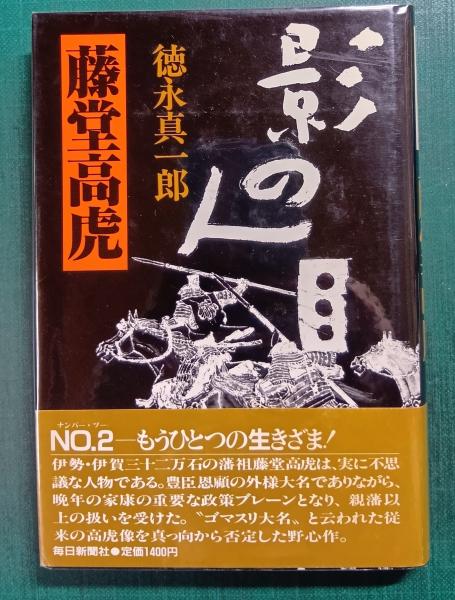 影の人
徳永真一郎
藤堂高虎
ナンバー・ツー
NO.2―もうひとつの生きざま!
伊勢・伊賀三十二万石の藩祖藤堂高虎は、実に不思
議な人物である。豊臣恩顧の外様大名でありながら、
晩年の家康の重要な政策ブレーンとなり、親藩以
上の扱いを受けた。〝ゴマスリ大名〟と云われた従
来の高虎像を真っ向から否定した野心作。
毎日新聞社●定価1400円